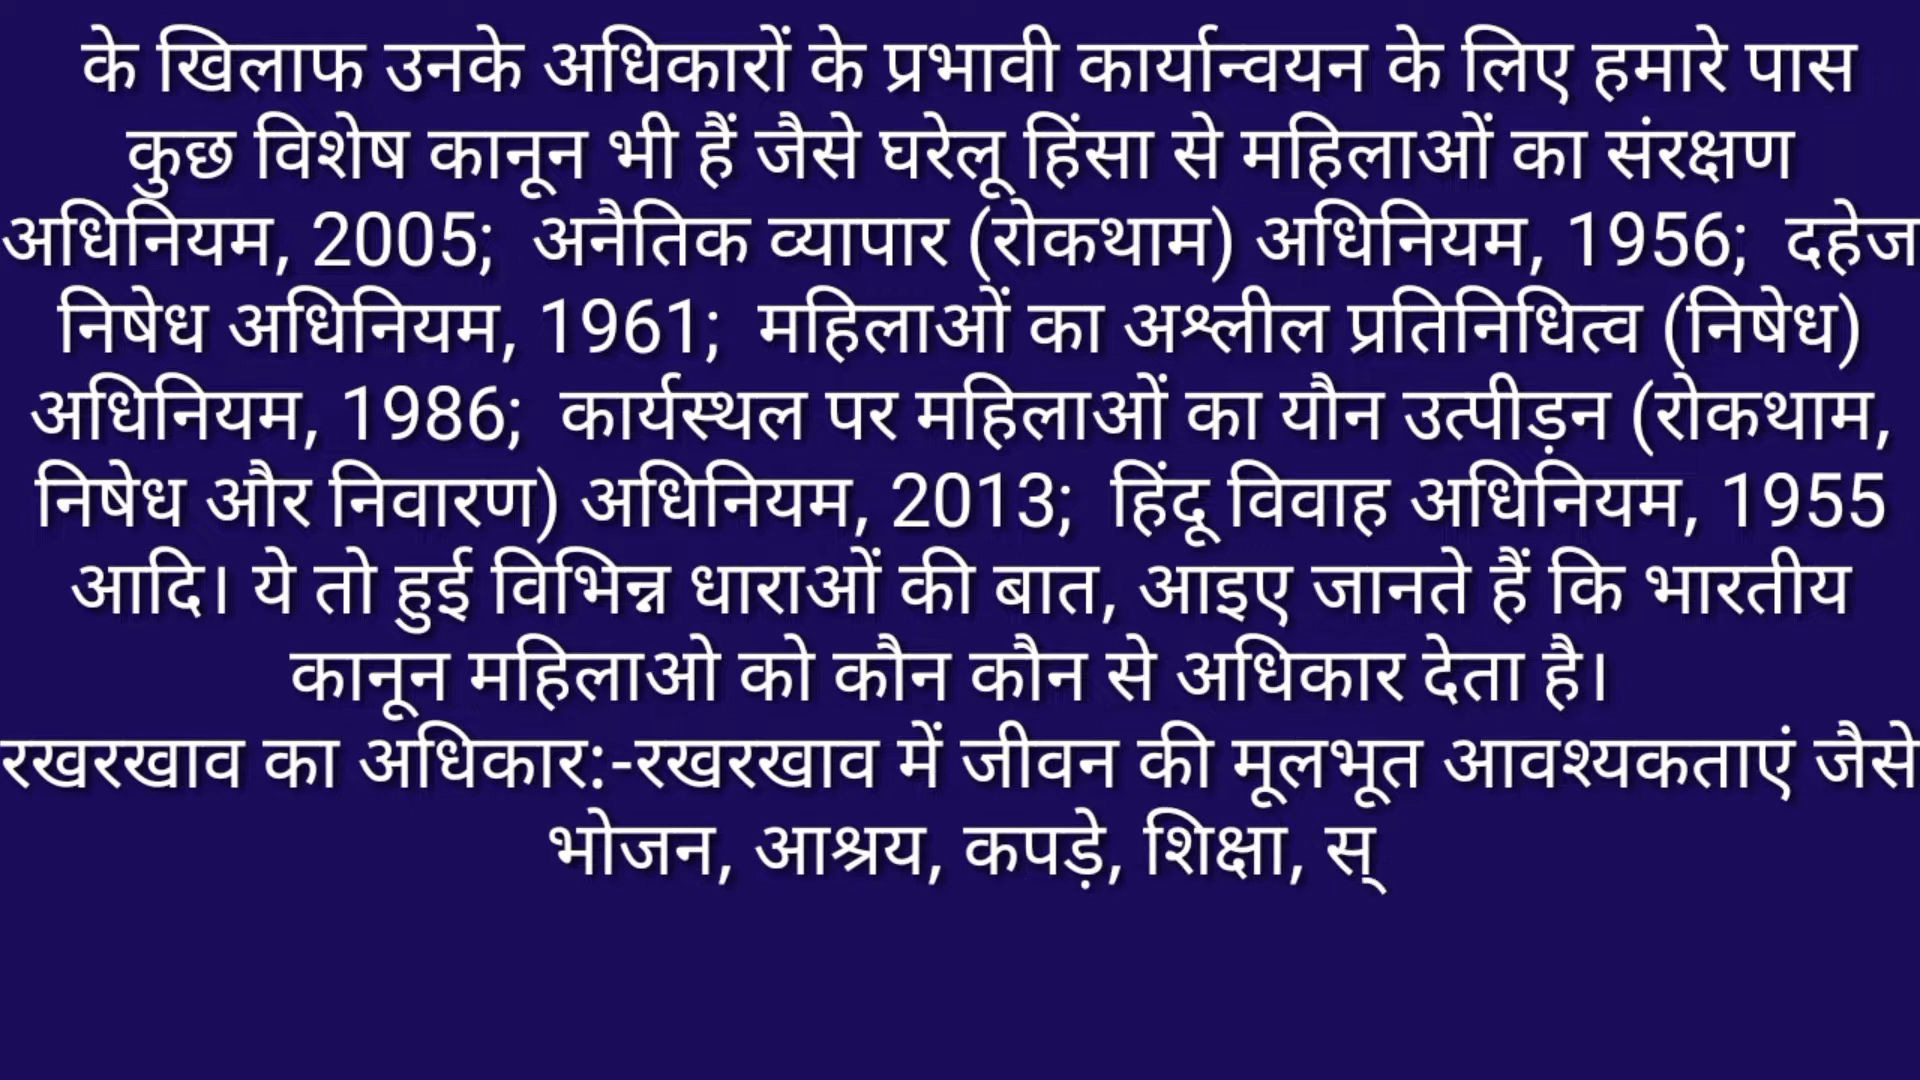 के खिलाफ उनके अधिकारों के प्रभावी कार्यान्वयन के लिए हमारे पास
कुछ विशेष कानून भी हैं जैसे घरेलू हिंसा से महिलाओं का संरक्षण
अधिनियम, 2005;  अनैतिक व्यापार (रोकथाम) अधिनियम, 1956;  दहेज
निषेध अधिनियम, 1961;  महिलाओं का अश्लील प्रतिनिधित्व (निषेध)
अधिनियम, 1986;  कार्यस्थल पर महिलाओं का यौन उत्पीड़न (रोकथाम,
निषेध और निवारण) अधिनियम, 2013;  हिंदू विवाह अधिनियम, 1955
आदि। ये तो हुई विभिन्न धाराओं की बात, आइए जानते हैं कि भारतीय
कानून महिलाओ को कौन कौन से अधिकार देता है।
रखरखाव का अधिकार:-रखरखाव में जीवन की मूलभूत आवश्यकताएं जैसे
भोजन, आश्रय, कपड़े, शिक्षा, स्